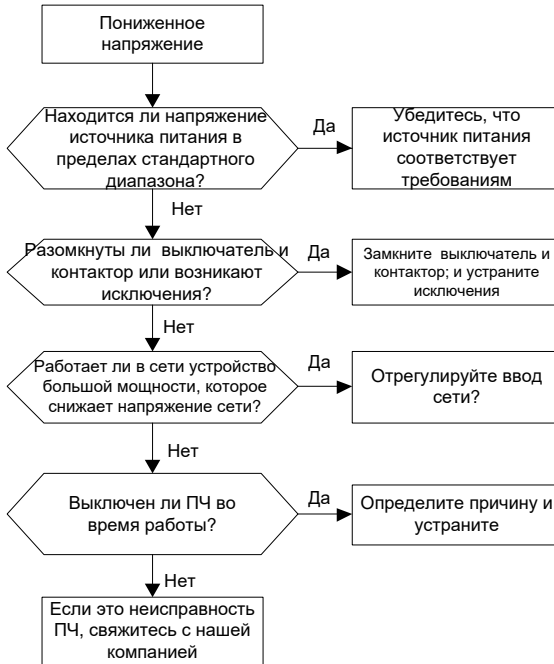 Пониженное
напряжение
Находится ли напряжение
источника питания в
пределах стандартного
диапазона?
Да
Убедитесь, что
источник питания
соответствует
требованиям
Нет
Разомкнуты ли выключатель и
контактор или возникают
исключения?
Да
Замкните выключатель и
контактор; и устраните
исключения
Нет
Работает ли в сети устройство
большой мощности, которое
снижает напряжение сети?
Да
Отрегулируйте ввод
сети?
Нет
Выключен ли ПЧ во
время работы?
Да
Определите причину и
устраните
Нет
Если это неисправность
ПЧ, свяжитесь с нашей
компанией